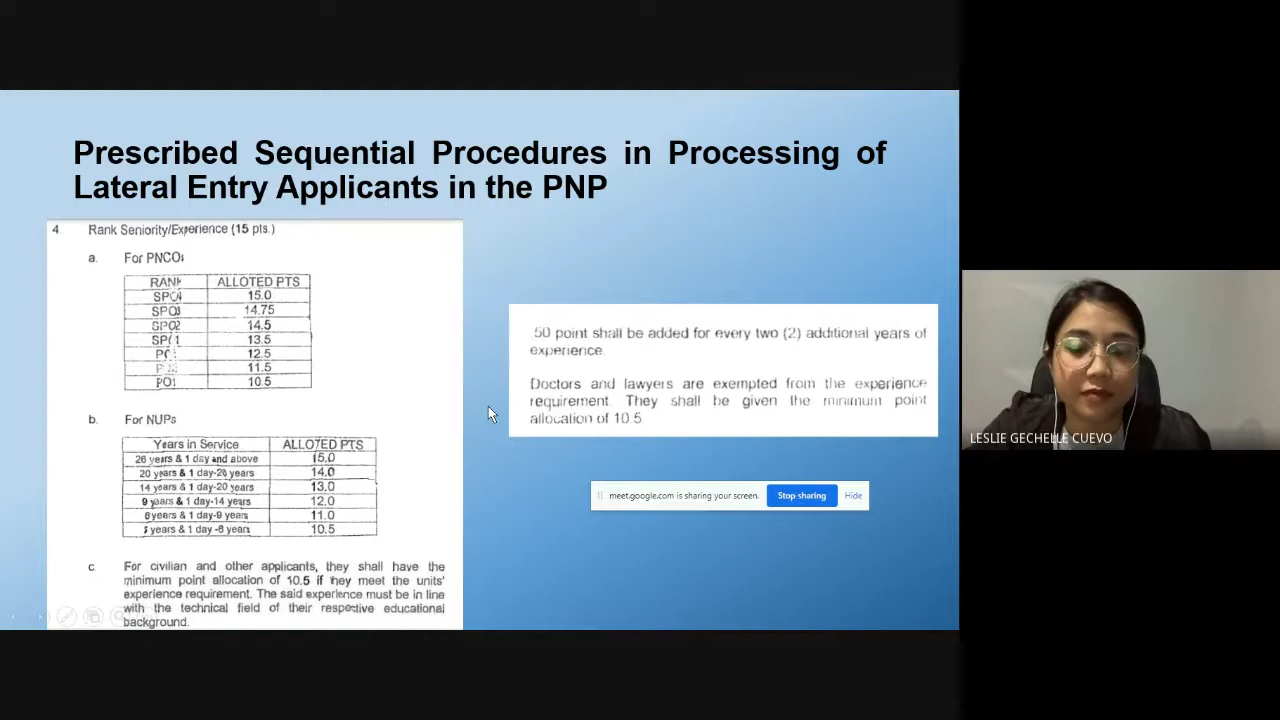 Prescribed Sequential Procedures in Processing of
Lateral Entry Applicants in the PNP
4 Rank Seniority/Experience (15 pts.)
a. For PNCOs
RANK ALLOTED PTS
SPO4 15.0
SPO3 14.75
SPO2 14.5
SPO1 13.5
12.5
11.5
PO1 10.5
b. For NUPs
Years in Service ALLOTED PTS
26 years & 1 day and above 15.0
20 years & 1 day-26 years 14.0
14 years & 1 day-20 years 13.0
9 years & 1 day-14 years 12.0
years & 1 day-9 years 11.0
years & 1 day years 10.5
c. For civilian and other applicants, they shall have the
minimum point allocation of 10.5 if they meet the units'
experience requirement. The said experience must be in line
with the technical field of their respective educational
background.
.50 point shall be added for every two (2) additional years of
experience.
Doctors and lawyers are exempted from the experience
requirement. They shall be given the minimum point
allocation of 10.5
meet.google.com is sharing your screen. Stop sharing Hide
LESLIE GECHELLE CUEVO